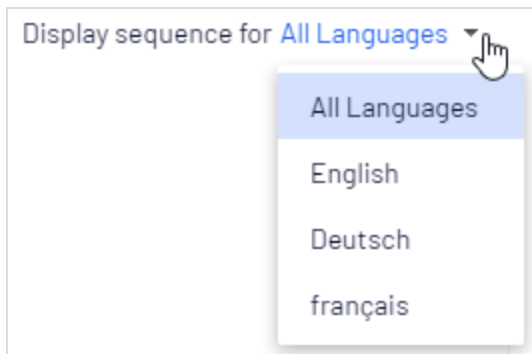 Display sequence for All Languages
All Languages
English
Deutsch
français